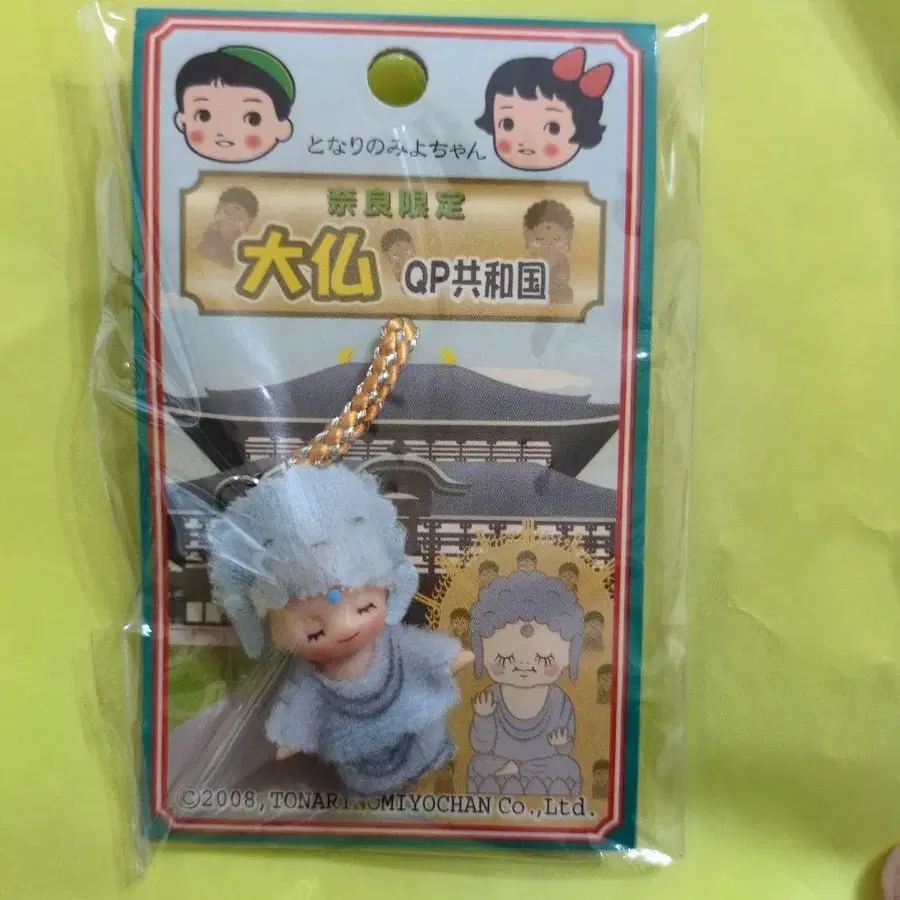 となりのみよちゃん
奈良限定
大仏 QP共和国
©2008,TONARINOMIYOCHAN Co.,Ltd.